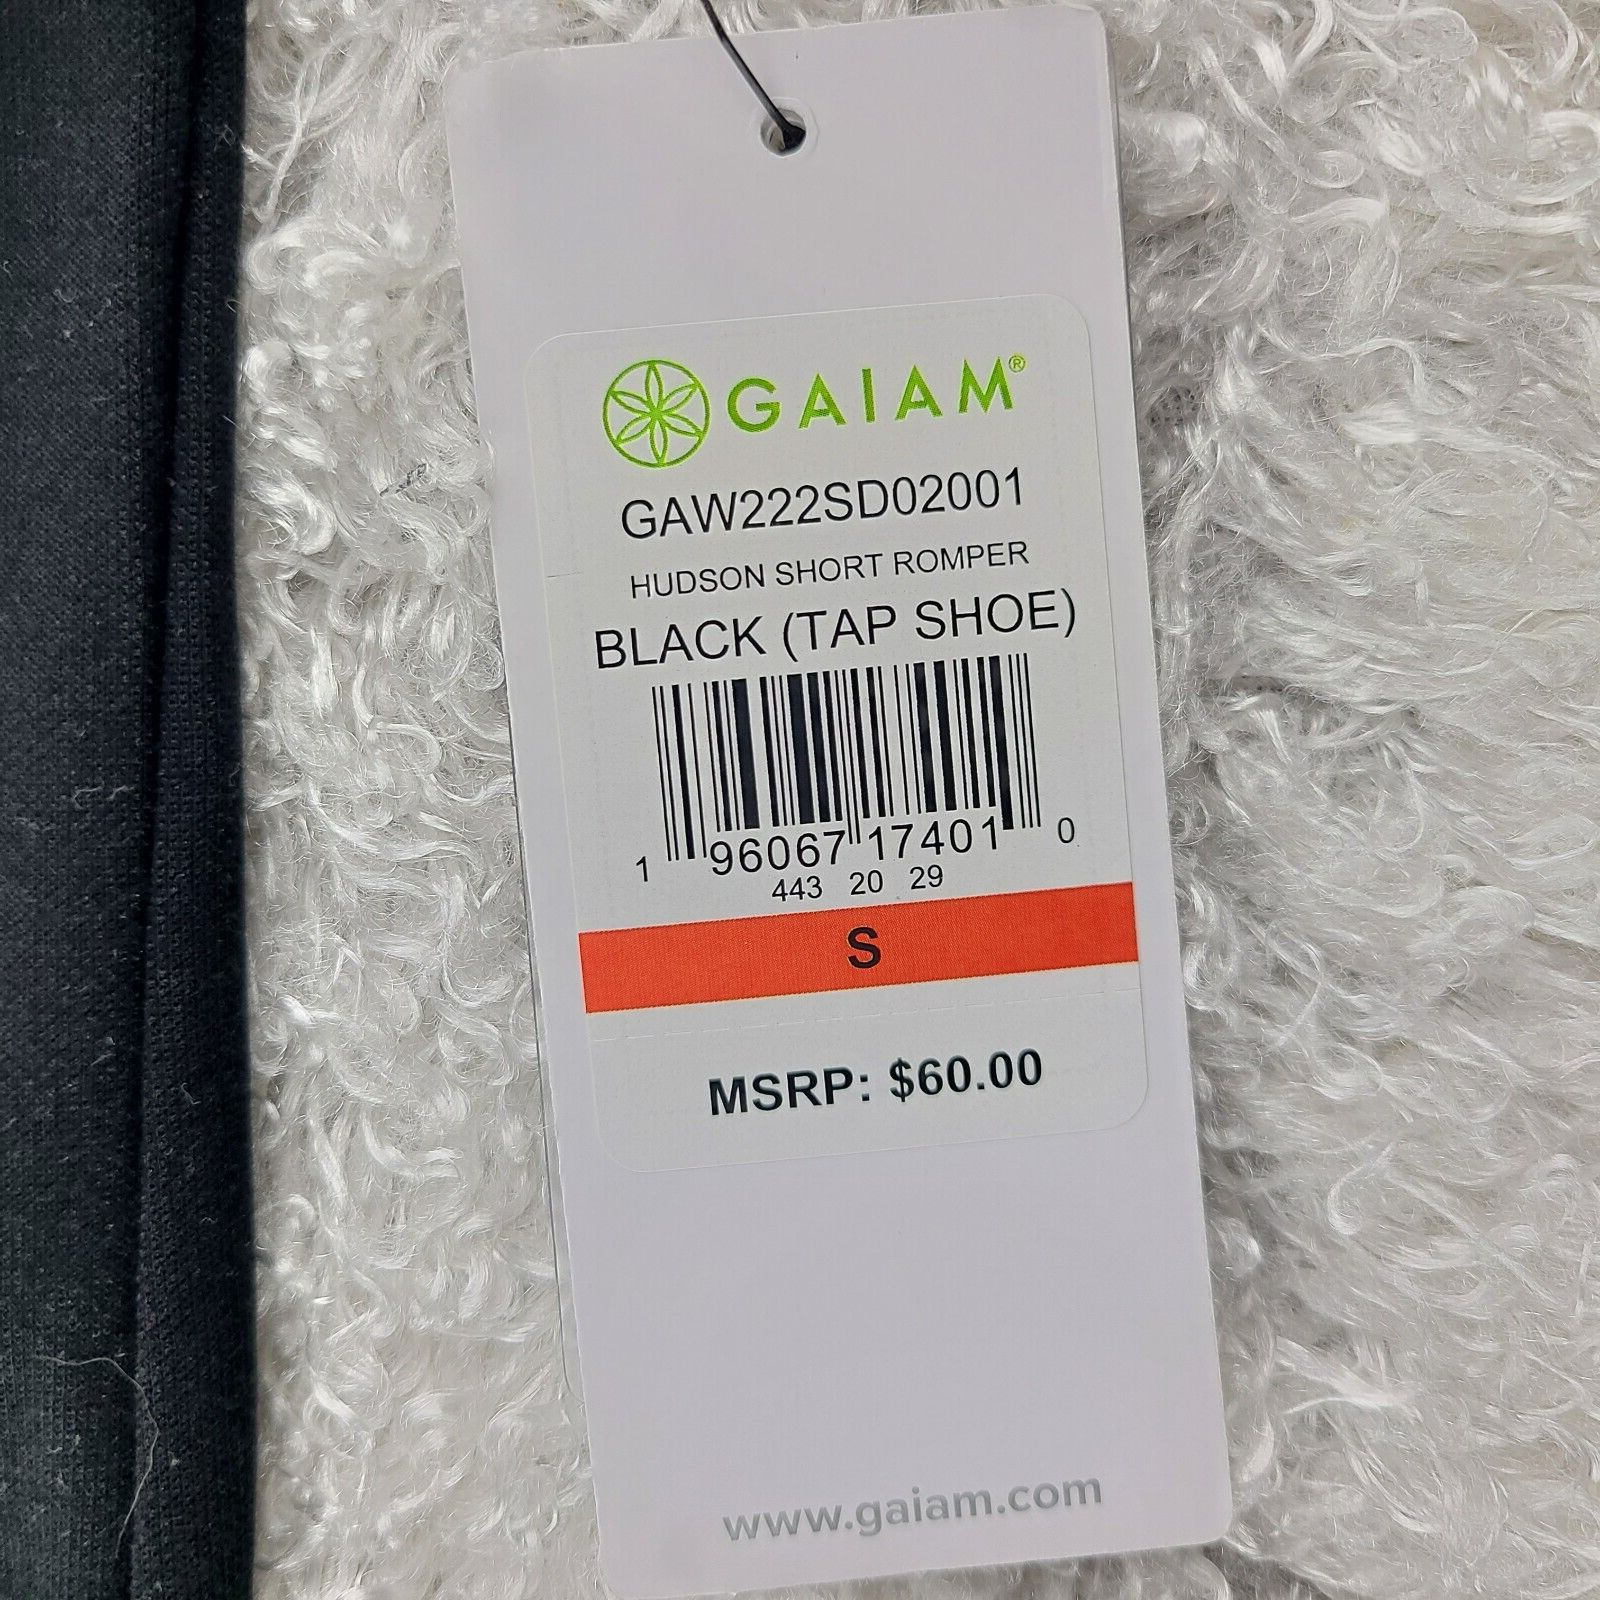 GAIAM®
GAW222SD02001
HUDSON SHORT ROMPER
BLACK (TAP SHOE)
1 96067 17401 0
443 20 29
S
MSRP: $60.00
www.gaiam.com